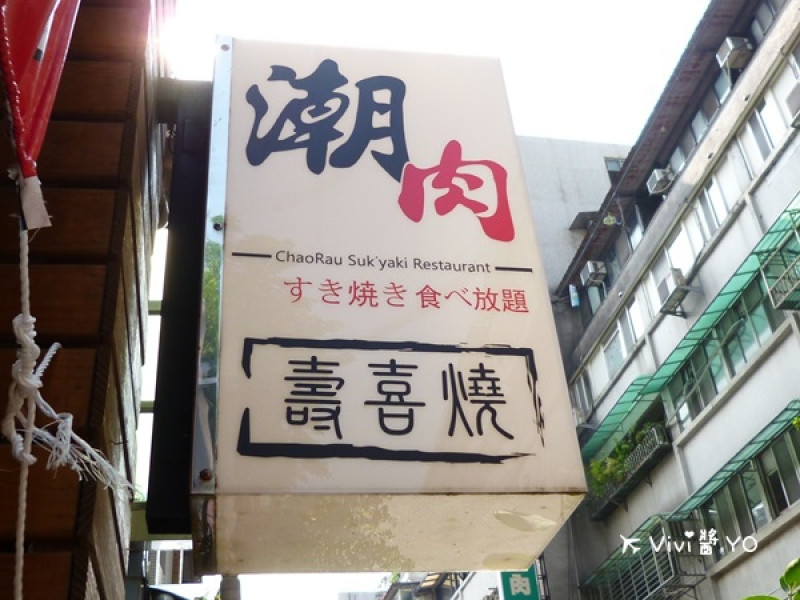 潮肉
ChaoRau Suk'yaki Restaurant
すき焼き 食べ放題
壽喜燒
肉
Vivi醬.YO